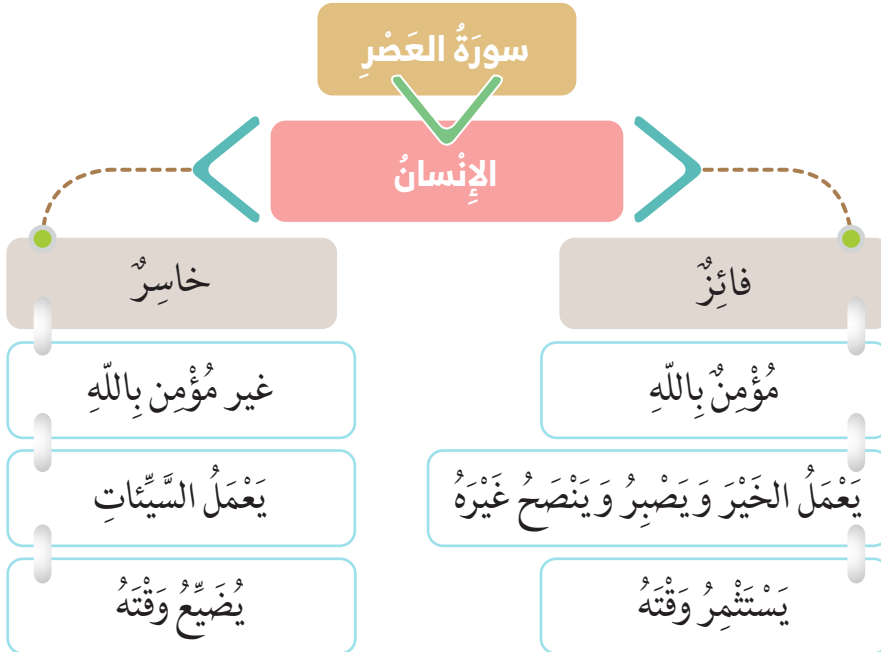 سورَةُ العَصْرِ
الإِنْسانُ
فائِزٌ
خاسِرٌ
مُؤْمِنٌ بِاللّهِ
غير مُؤْمِن بِاللّهِ
يَعْمَلُ الخَيْرَ وَيَصْبِرُ وَيَنْصَحُ غَيْرَهُ
يَعْمَلُ السَّيِّئاتِ
يَسْتَثْمِرُ وَقْتَهُ
يُضَيِّعُ وَقْتَهُ